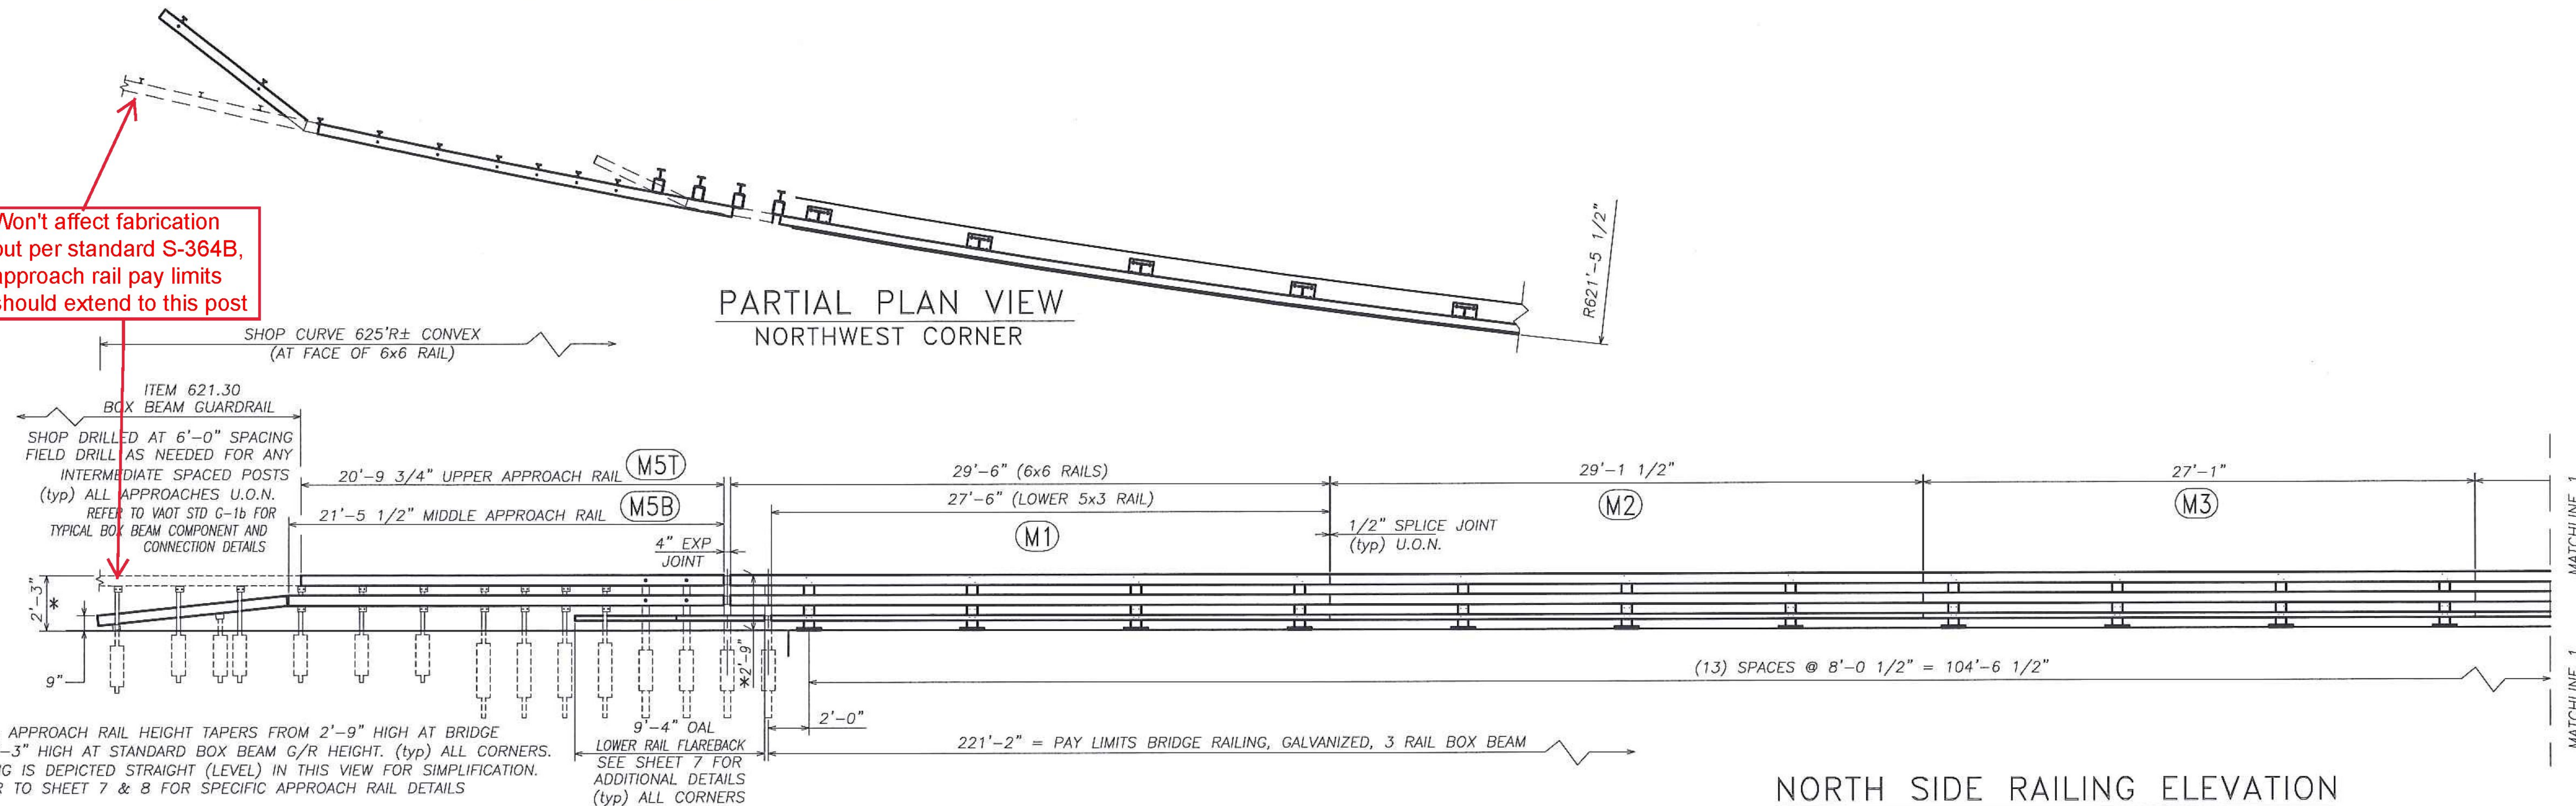 Won't affect fabrication
but per standard S-364B,
approach rail pay limits
should extend to this post
PARTIAL PLAN VIEW
NORTHWEST CORNER
R621'-5 1/2"
SHOP CURVE 625'R± CONVEX
(AT FACE OF 6x6 RAIL)
ITEM 621.30
BOX BEAM GUARDRAIL
SHOP DRILLED AT 6'-0" SPACING
FIELD DRILL AS NEEDED FOR ANY
INTERMEDIATE SPACED POSTS
(typ) ALL APPROACHES U.O.N.
REFER TO VAOT STD G-1b FOR
TYPICAL BOX BEAM COMPONENT AND
CONNECTION DETAILS
20'-9 3/4" UPPER APPROACH RAIL
M5T
21'-5 1/2" MIDDLE APPROACH RAIL
M5B
4" EXP
JOINT
29'-6" (6x6 RAILS)
27'-6" (LOWER 5x3 RAIL)
M1
1/2" SPLICE JOINT
(typ) U.O.N.
29'-1 1/2"
M2
27'-1"
M3
MATCHLINE 1
MATCHLINE 1
2'-3"
*
9"
*2'-9"
2'-0"
(13) SPACES @ 8'-0 1/2" = 104'-6 1/2"
APPROACH RAIL HEIGHT TAPERS FROM 2'-9" HIGH AT BRIDGE
-3" HIGH AT STANDARD BOX BEAM G/R HEIGHT. (typ) ALL CORNERS.
G IS DEPICTED STRAIGHT (LEVEL) IN THIS VIEW FOR SIMPLIFICATION.
R TO SHEET 7 & 8 FOR SPECIFIC APPROACH RAIL DETAILS
9'-4" OAL
LOWER RAIL FLAREBACK
SEE SHEET 7 FOR
ADDITIONAL DETAILS
(typ) ALL CORNERS
221'-2" = PAY LIMITS BRIDGE RAILING, GALVANIZED, 3 RAIL BOX BEAM
NORTH SIDE RAILING ELEVATION